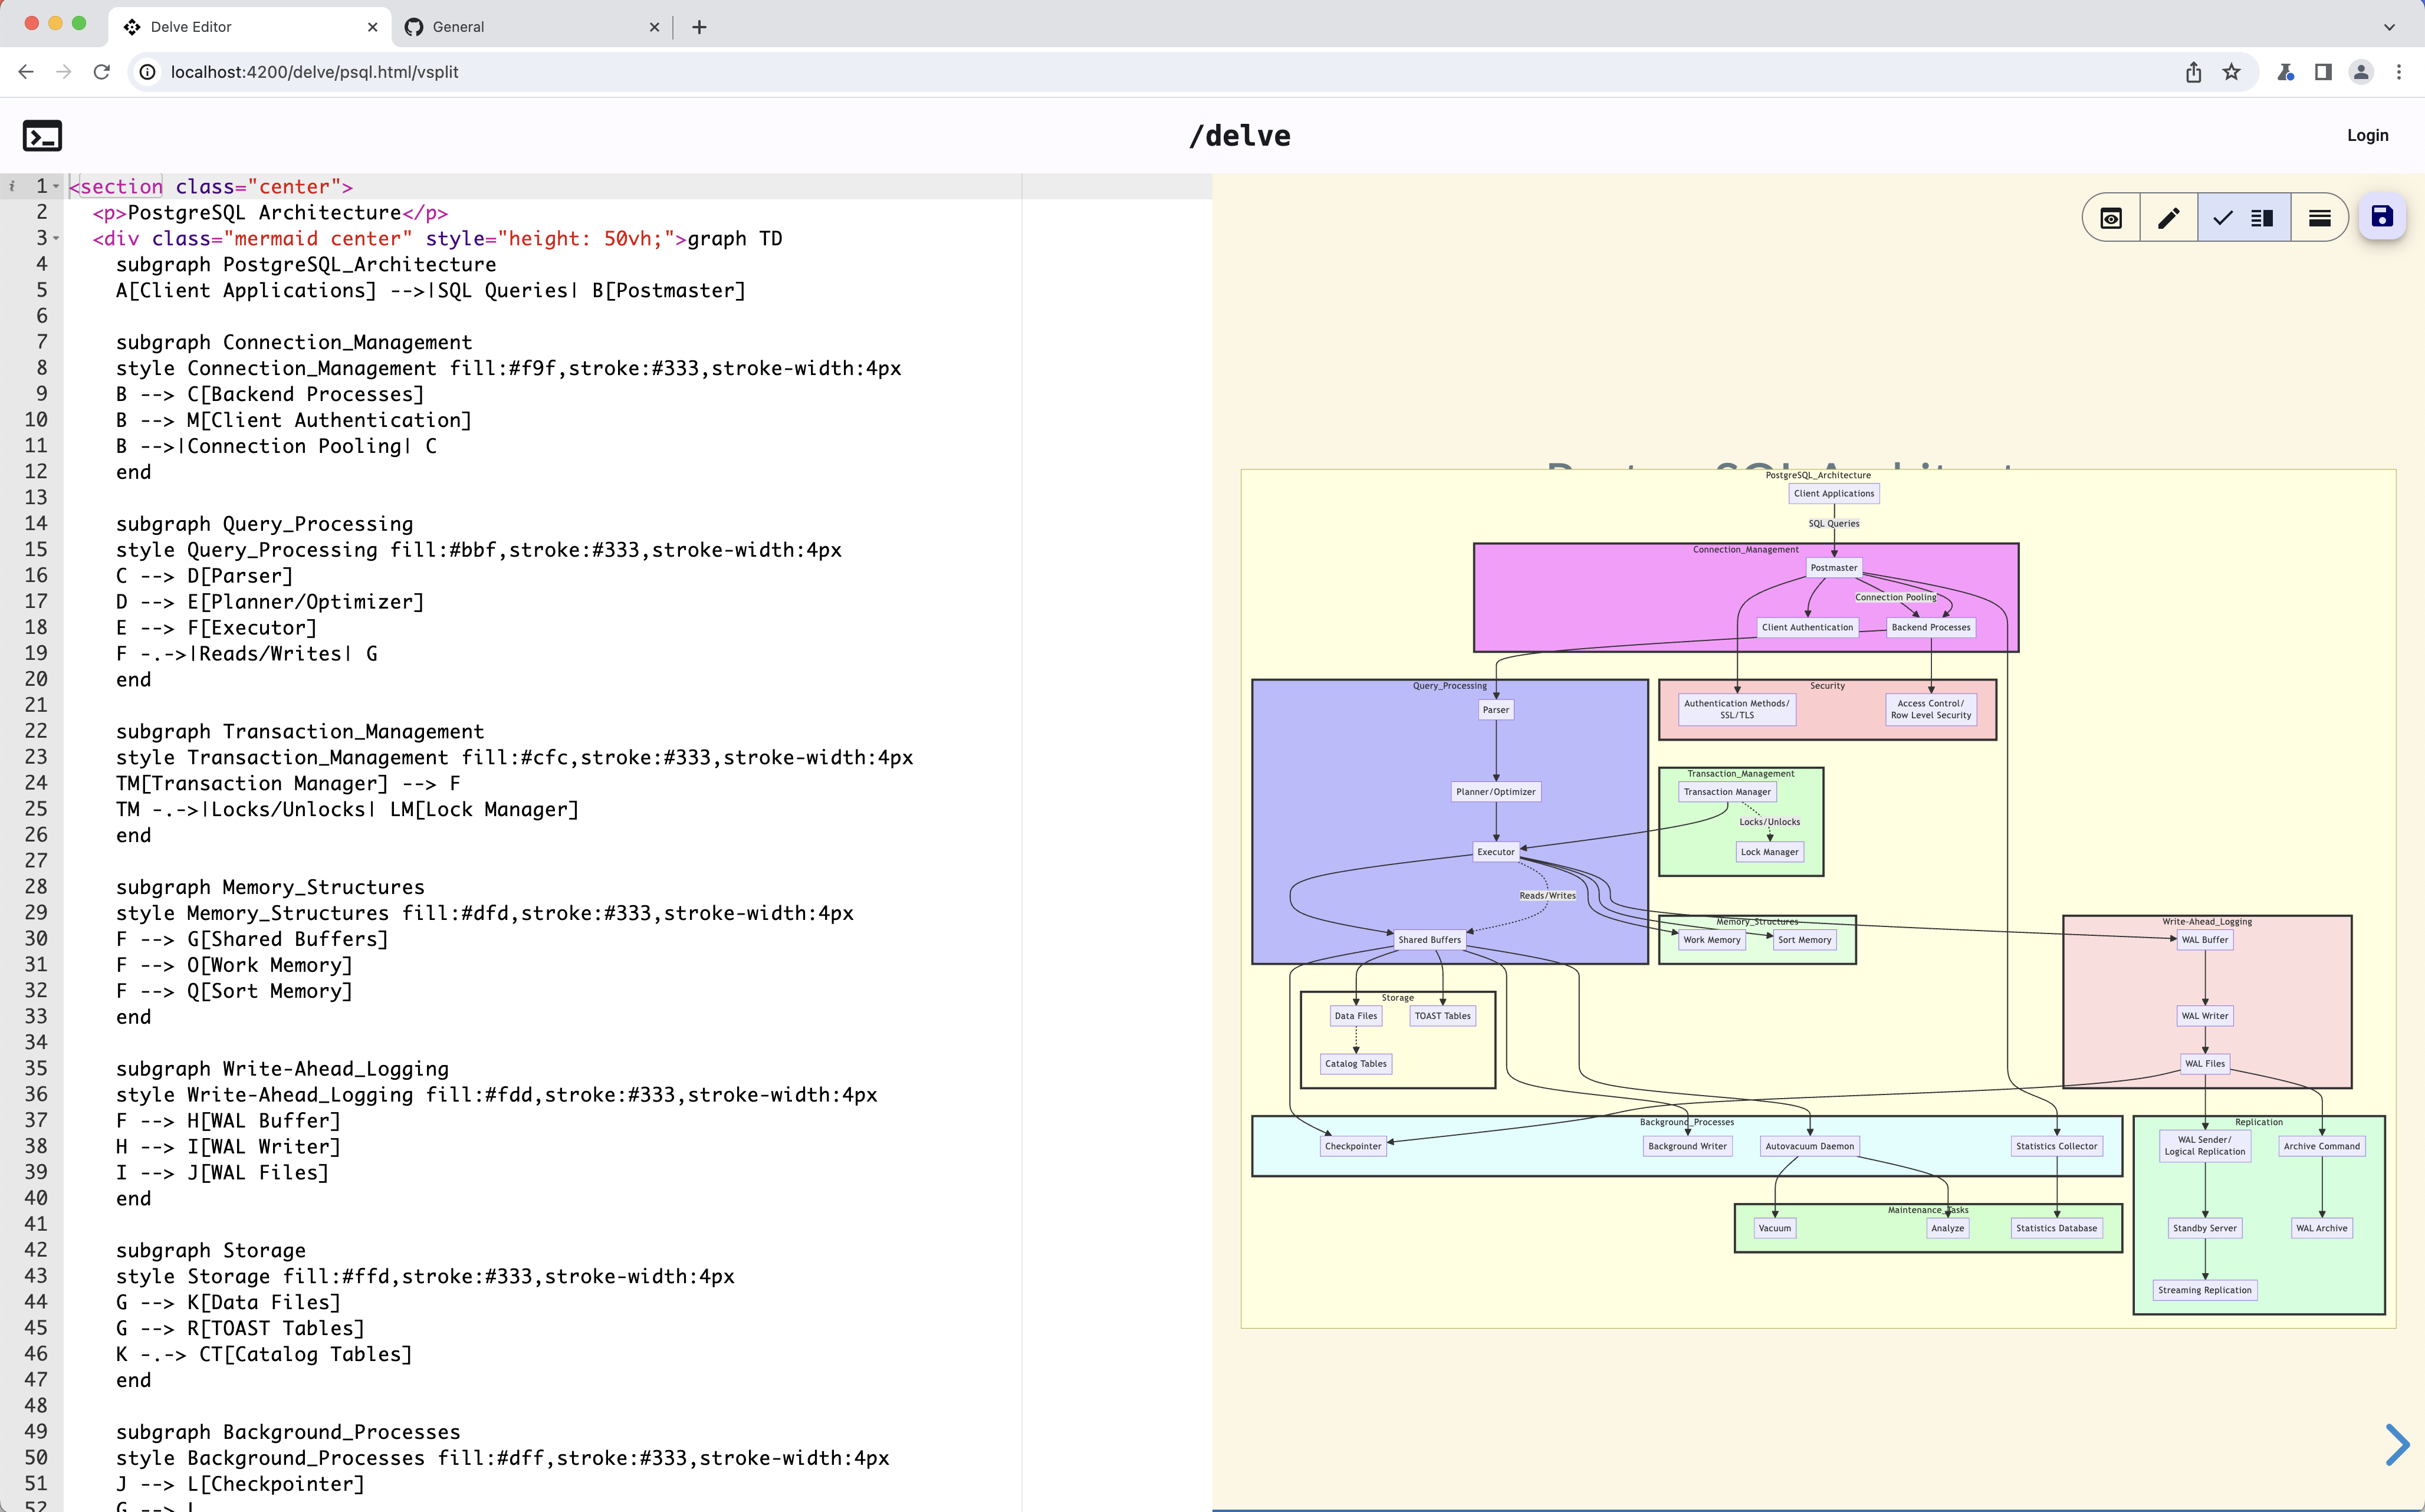 Delve Editor
General
localhost:4200/delve/psql.html/vsplit
/delve
Login
1 <section class="center">
2 <p>PostgreSQL Architecture</p>
3 <div class="mermaid center" style="height: 50vh;">graph TD
4 subgraph PostgreSQL_Architecture
5 A[Client Applications] -->|SQL Queries| B[Postmaster]
6
7 subgraph Connection_Management
8 style Connection_Management fill:#f9f,stroke:#333,stroke-width:4px
9 B --> C[Backend Processes]
10 B --> M[Client Authentication]
11 B -->|Connection Pooling| C
12 end
13
14 subgraph Query_Processing
15 style Query_Processing fill:#bbf,stroke:#333,stroke-width:4px
16 C --> D[Parser]
17 D --> E[Planner/Optimizer]
18 E --> F[Executor]
19 F -.->|Reads/Writes| G
20 end
21
22 subgraph Transaction_Management
23 style Transaction_Management fill:#cfc,stroke:#333,stroke-width:4px
24 TM[Transaction Manager] --> F
25 TM -.->|Locks/Unlocks| LM[Lock Manager]
26 end
27
28 subgraph Memory_Structures
29 style Memory_Structures fill:#dfd,stroke:#333,stroke-width:4px
30 F --> G[Shared Buffers]
31 F --> O[Work Memory]
32 F --> Q[Sort Memory]
33 end
34
35 subgraph Write-Ahead_Logging
36 style Write-Ahead_Logging fill:#fdd,stroke:#333,stroke-width:4px
37 F --> H[WAL Buffer]
38 H --> I[WAL Writer]
39 I --> J[WAL Files]
40 end
41
42 subgraph Storage
43 style Storage fill:#ffd,stroke:#333,stroke-width:4px
44 G --> K[Data Files]
45 G --> R[TOAST Tables]
46 K -.-> CT[Catalog Tables]
47 end
48
49 subgraph Background_Processes
50 style Background_Processes fill:#dff,stroke:#333,stroke-width:4px
51 J --> L[Checkpointer]
52 G --> L
PostgreSQL_Architecture
Client Applications
SQL Queries
Connection_Management
Postmaster
Connection Pooling
Client Authentication
Backend Processes
Query_Processing
Parser
Planner/Optimizer
Executor
Reads/Writes
Shared Buffers
Security
Authentication Methods/
SSL/TLS
Access Control/
Row Level Security
Transaction_Management
Transaction Manager
Locks/Unlocks
Lock Manager
Memory_Structures
Work Memory
Sort Memory
Write-Ahead_Logging
WAL Buffer
WAL Writer
WAL Files
Storage
Data Files
TOAST Tables
Catalog Tables
Background_Processes
Checkpointer
Background Writer
Autovacuum Daemon
Statistics Collector
Maintenance_Tasks
Vacuum
Analyze
Statistics Database
Replication
WAL Sender/
Logical Replication
Archive Command
Standby Server
WAL Archive
Streaming Replication